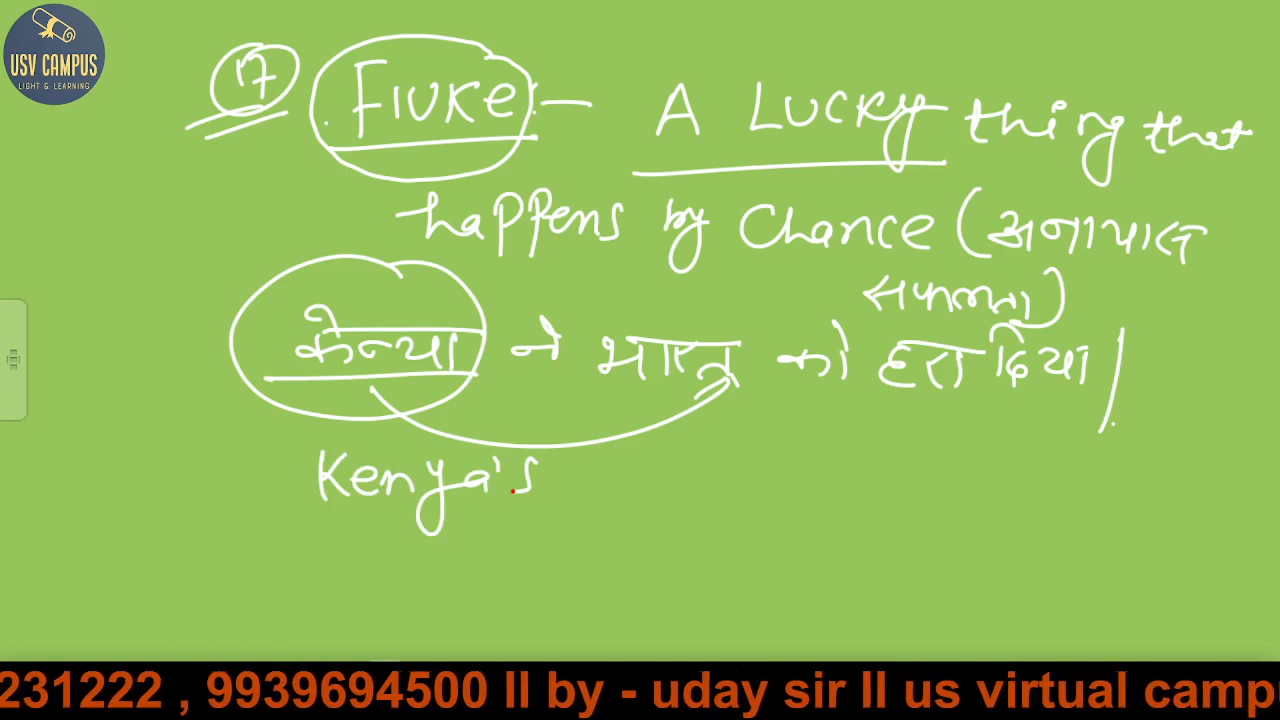 USV CAMPUS
LIGHT & LEARNING
17 Fluke — A Lucky thing that
happens by Chance (अनायास
सफलता)
केन्या ने भारत को हरा दिया|
Kenya's
231222 , 9939694500 ll by - uday sir ll us virtual camp